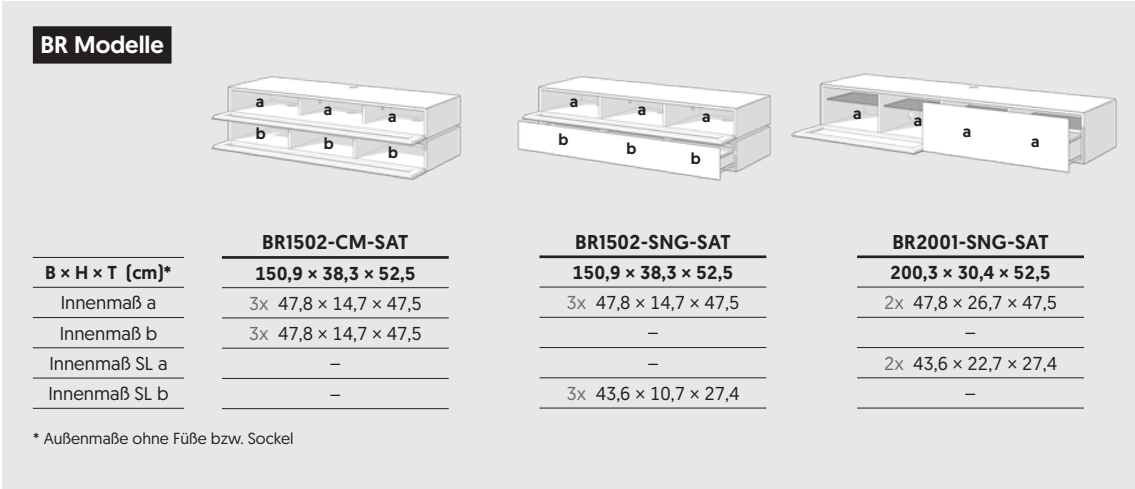 BR Modelle
a a a
b b b
a a a
b b b
a a a a
BR1502-CM-SAT BR1502-SNG-SAT BR2001-SNG-SAT
B × H × T (cm)* 150,9 × 38,3 × 52,5 150,9 × 38,3 × 52,5 200,3 × 30,4 × 52,5
Innenmaß a 3x 47,8 × 14,7 × 47,5 3x 47,8 × 14,7 × 47,5 2x 47,8 × 26,7 × 47,5
Innenmaß b 3x 47,8 × 14,7 × 47,5 – –
Innenmaß SL a – – 2x 43,6 × 22,7 × 27,4
Innenmaß SL b – 3x 43,6 × 10,7 × 27,4 –
* Außenmaße ohne Füße bzw. Sockel